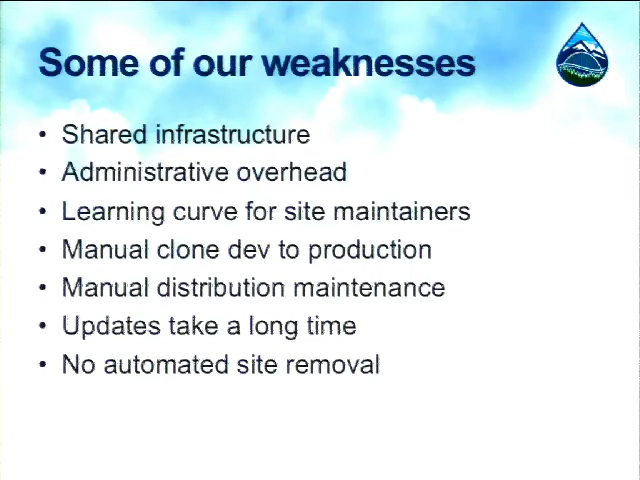 Some of our weaknesses
• Shared infrastructure
• Administrative overhead
• Learning curve for site maintainers
• Manual clone dev to production
• Manual distribution maintenance
• Updates take a long time
• No automated site removal